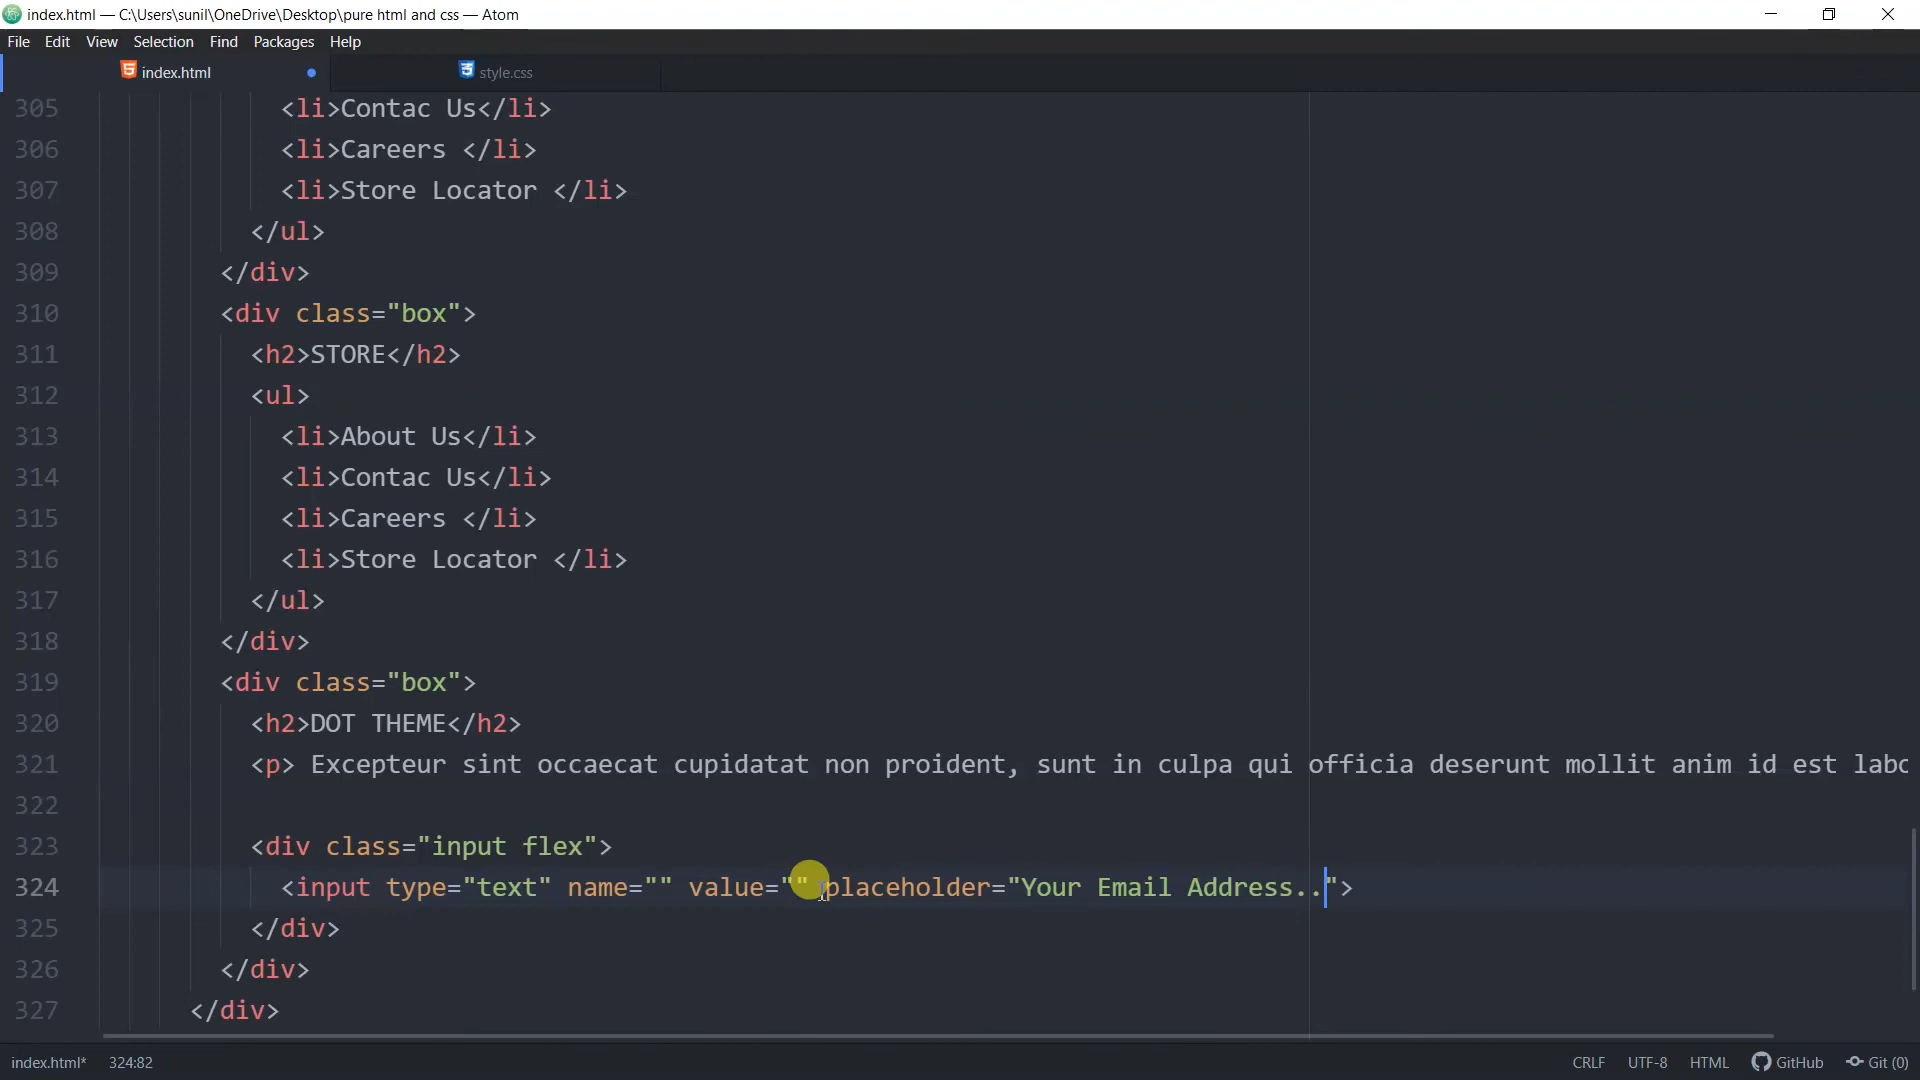 index.html — C:\Users\sunil\OneDrive\Desktop\pure html and css — Atom
File Edit View Selection Find Packages Help
index.html style.css
305 <li>Contac Us</li>
306 <li>Careers </li>
307 <li>Store Locator </li>
308 </ul>
309 </div>
310 <div class="box">
311 <h2>STORE</h2>
312 <ul>
313 <li>About Us</li>
314 <li>Contac Us</li>
315 <li>Careers </li>
316 <li>Store Locator </li>
317 </ul>
318 </div>
319 <div class="box">
320 <h2>DOT THEME</h2>
321 <p> Excepteur sint occaecat cupidatat non proident, sunt in culpa qui officia deserunt mollit anim id est labo
322
323 <div class="input flex">
324 <input type="text" name="" value="" placeholder="Your Email Address..">
325 </div>
326 </div>
327 </div>
index.html* 324:82 CRLF UTF-8 HTML GitHub Git (0)